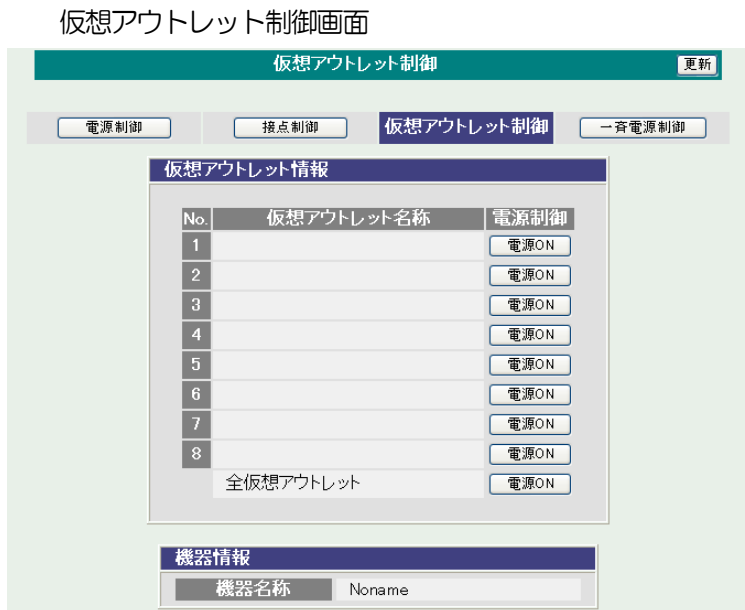 仮想アウトレット制御画面
仮想アウトレット制御 更新
電源制御 接点制御 仮想アウトレット制御 一斉電源制御
仮想アウトレット情報
No. 仮想アウトレット名称 電源制御
1 電源ON
2 電源ON
3 電源ON
4 電源ON
5 電源ON
6 電源ON
7 電源ON
8 電源ON
全仮想アウトレット 電源ON
機器情報
機器名称 Noname